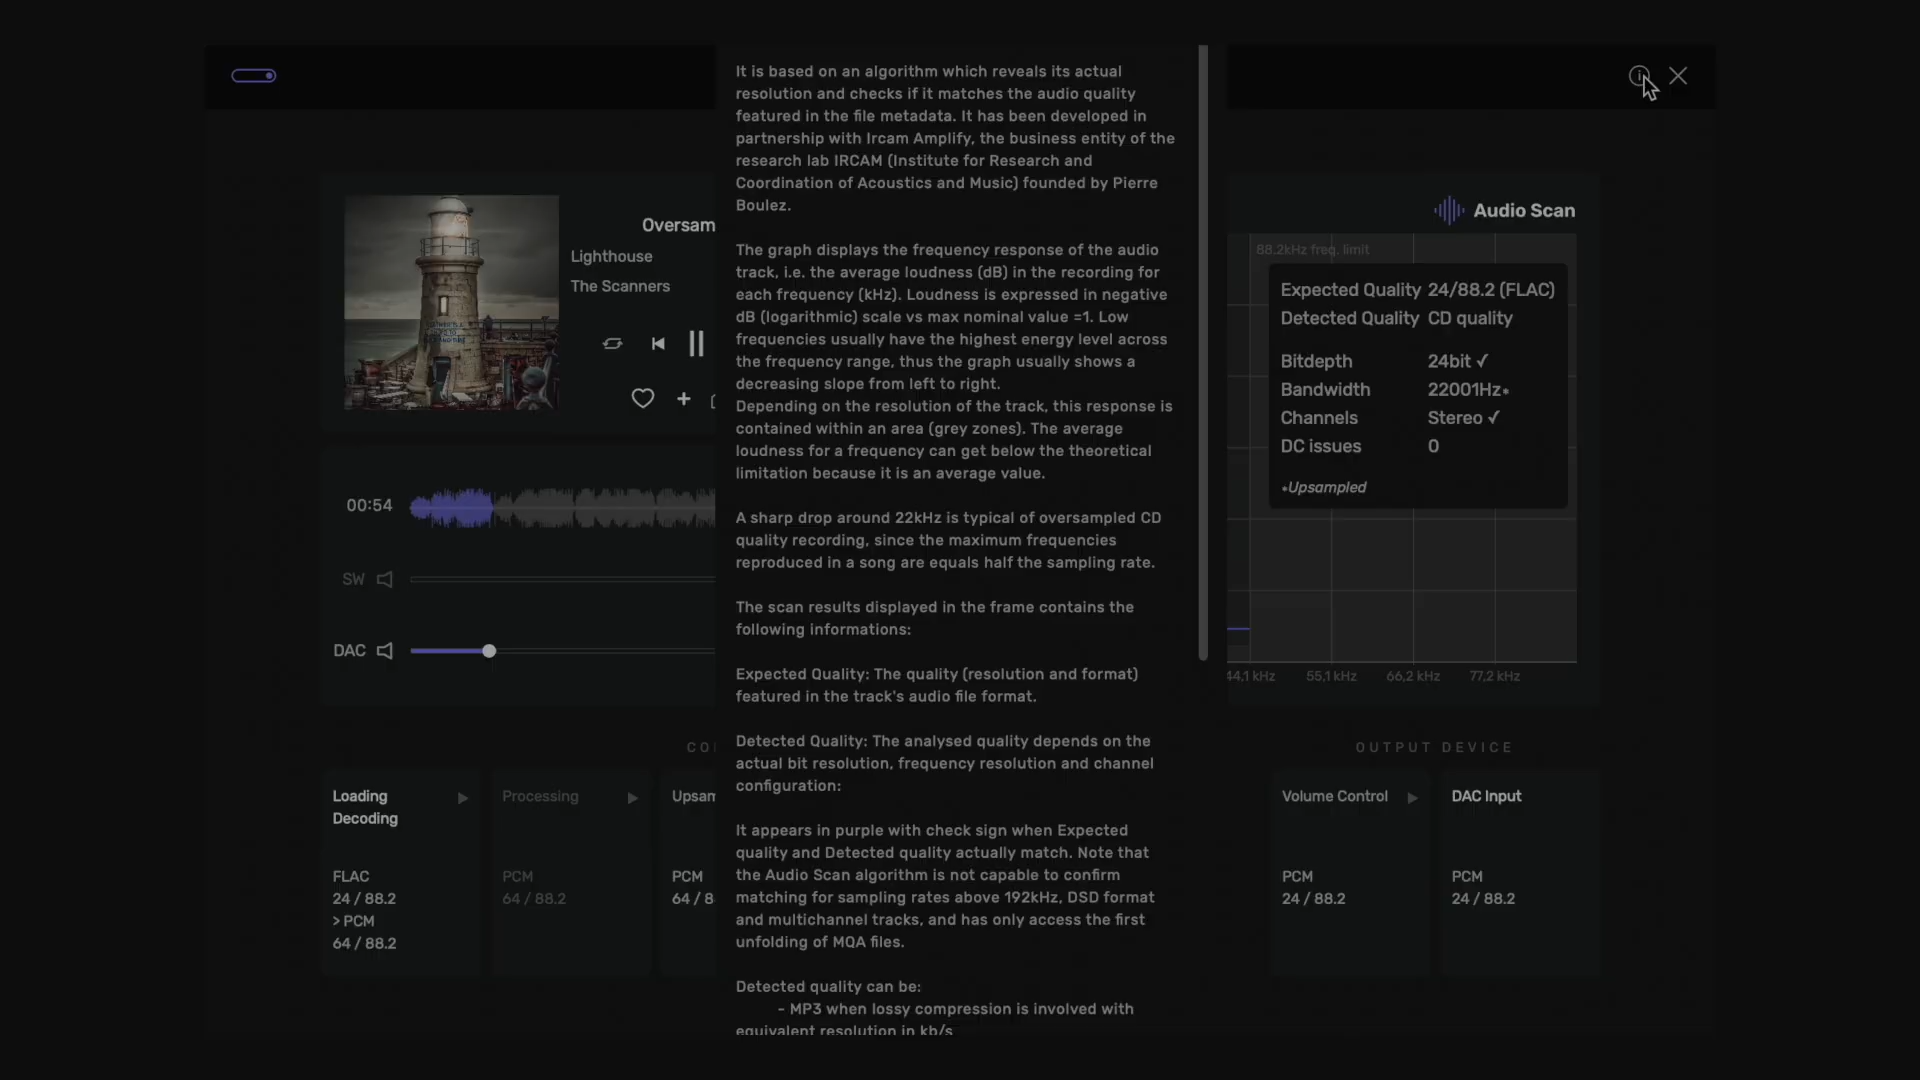 It is based on an algorithm which reveals its actual
resolution and checks if it matches the audio quality
featured in the file metadata. It has been developed in
partnership with Ircam Amplify, the business entity of the
research lab IRCAM (Institute for Research and
Coordination of Acoustics and Music) founded by Pierre
Boulez.
The graph displays the frequency response of the audio
track, i.e. the average loudness (dB) in the recording for
each frequency (kHz). Loudness is expressed in negative
dB (logarithmic) scale vs max nominal value =1. Low
frequencies usually have the highest energy level across
the frequency range, thus the graph usually shows a
decreasing slope from left to right.
Depending on the resolution of the track, this response is
contained within an area (grey zones). The average
loudness for a frequency can get below the theoretical
limitation because it is an average value.
A sharp drop around 22kHz is typical of oversampled CD
quality recording, since the maximum frequencies
reproduced in a song are equals half the sampling rate.
The scan results displayed in the frame contains the
following informations:
Expected Quality: The quality (resolution and format)
featured in the track's audio file format.
Detected Quality: The analysed quality depends on the
actual bit resolution, frequency resolution and channel
configuration:
It appears in purple with check sign when Expected
quality and Detected quality actually match. Note that
the Audio Scan algorithm is not capable to confirm
matching for sampling rates above 192kHz, DSD format
and multichannel tracks, and has only access the first
unfolding of MQA files.
Detected quality can be:
- MP3 when lossy compression is involved with
equivalent resolution in kb/s
Oversam
Lighthouse
The Scanners
00:54
SW
DAC
Audio Scan
88.2kHz freq. limit
Expected Quality 24/88.2 (FLAC)
Detected Quality CD quality
Bitdepth 24bit ✓
Bandwidth 22001Hz*
Channels Stereo ✓
DC issues 0
*Upsampled
44,1 kHz 55,1 kHz 66,2 kHz 77,2 kHz
CO
OUTPUT DEVICE
Loading
Decoding
FLAC
24 / 88.2
> PCM
64 / 88.2
Processing
PCM
64 / 88.2
Upsam
PCM
64 / 8
Volume Control
PCM
24 / 88.2
DAC Input
PCM
24 / 88.2